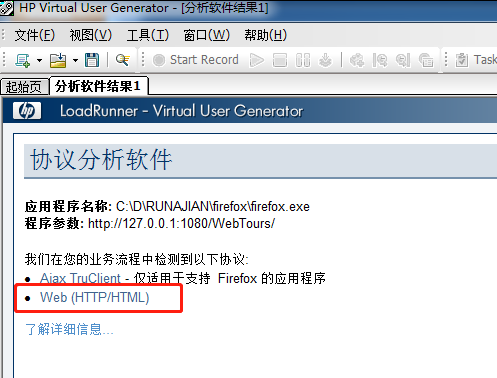 HP Virtual User Generator - [分析软件结果1]
文件(F) 视图(V) 工具(T) 窗口(W) 帮助(H)
Start Record Task
起始页 分析软件结果1
hp LoadRunner - Virtual User Generator
协议分析软件
应用程序名称: C:\D\RUNAJIAN\firefox\firefox.exe
程序参数: http://127.0.0.1:1080/WebTours/
我们在您的业务流程中检测到以下协议:
• Ajax TruClient - 仅适用于支持 Firefox 的应用程序
• Web (HTTP/HTML)
了解详细信息...